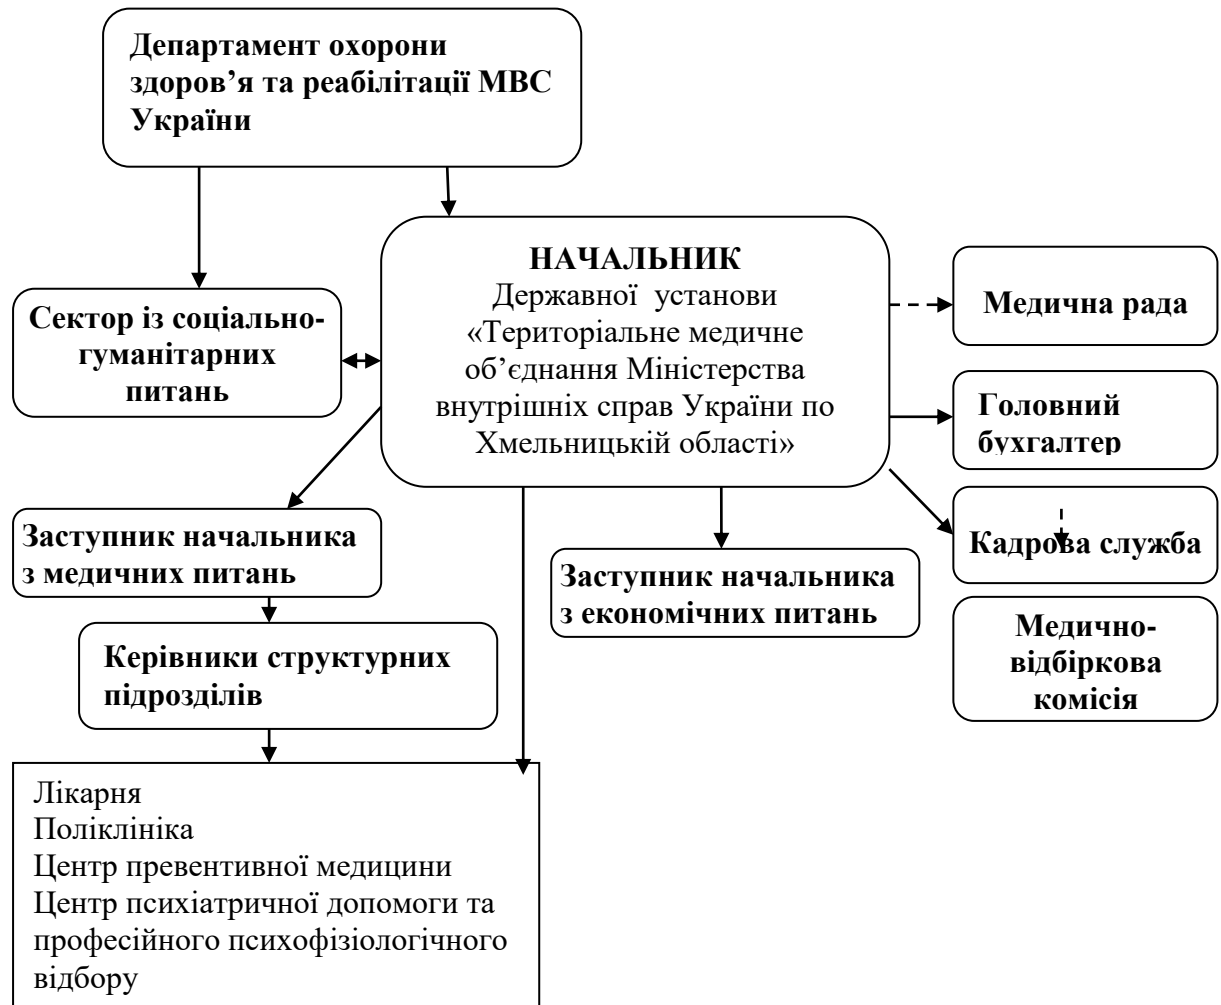 Департамент охорони
здоров’я та реабілітації МВС
України
НАЧАЛЬНИК
Державної установи
«Територіальне медичне
об’єднання Міністерства
внутрішніх справ України по
Хмельницькій області»
Сектор із соціально-
гуманітарних
питань
Медична рада
Головний
бухгалтер
Кадрова служба
Медично-
відбіркова
комісія
Заступник начальника
з медичних питань
Заступник начальника
з економічних питань
Керівники структурних
підрозділів
Лікарня
Поліклініка
Центр превентивної медицини
Центр психіатричної допомоги та
професійного психофізіологічного
відбору